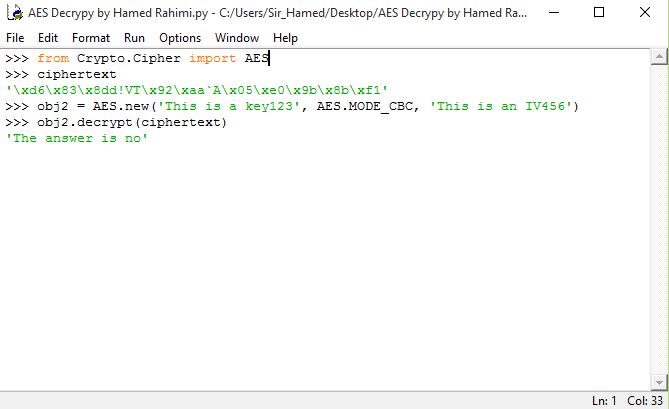 AES Decrypy by Hamed Rahimi.py - C:/Users/Sir_Hamed/Desktop/AES Decrypy by Hamed Ra...
File Edit Format Run Options Window Help
>>> from Crypto.Cipher import AES
>>> ciphertext
'\xd6\x83\x8dd!VT\x92\xaa`A\x05\xe0\x9b\x8b\xf1'
>>> obj2 = AES.new('This is a key123', AES.MODE_CBC, 'This is an IV456')
>>> obj2.decrypt(ciphertext)
'The answer is no'
Ln: 1 Col: 33